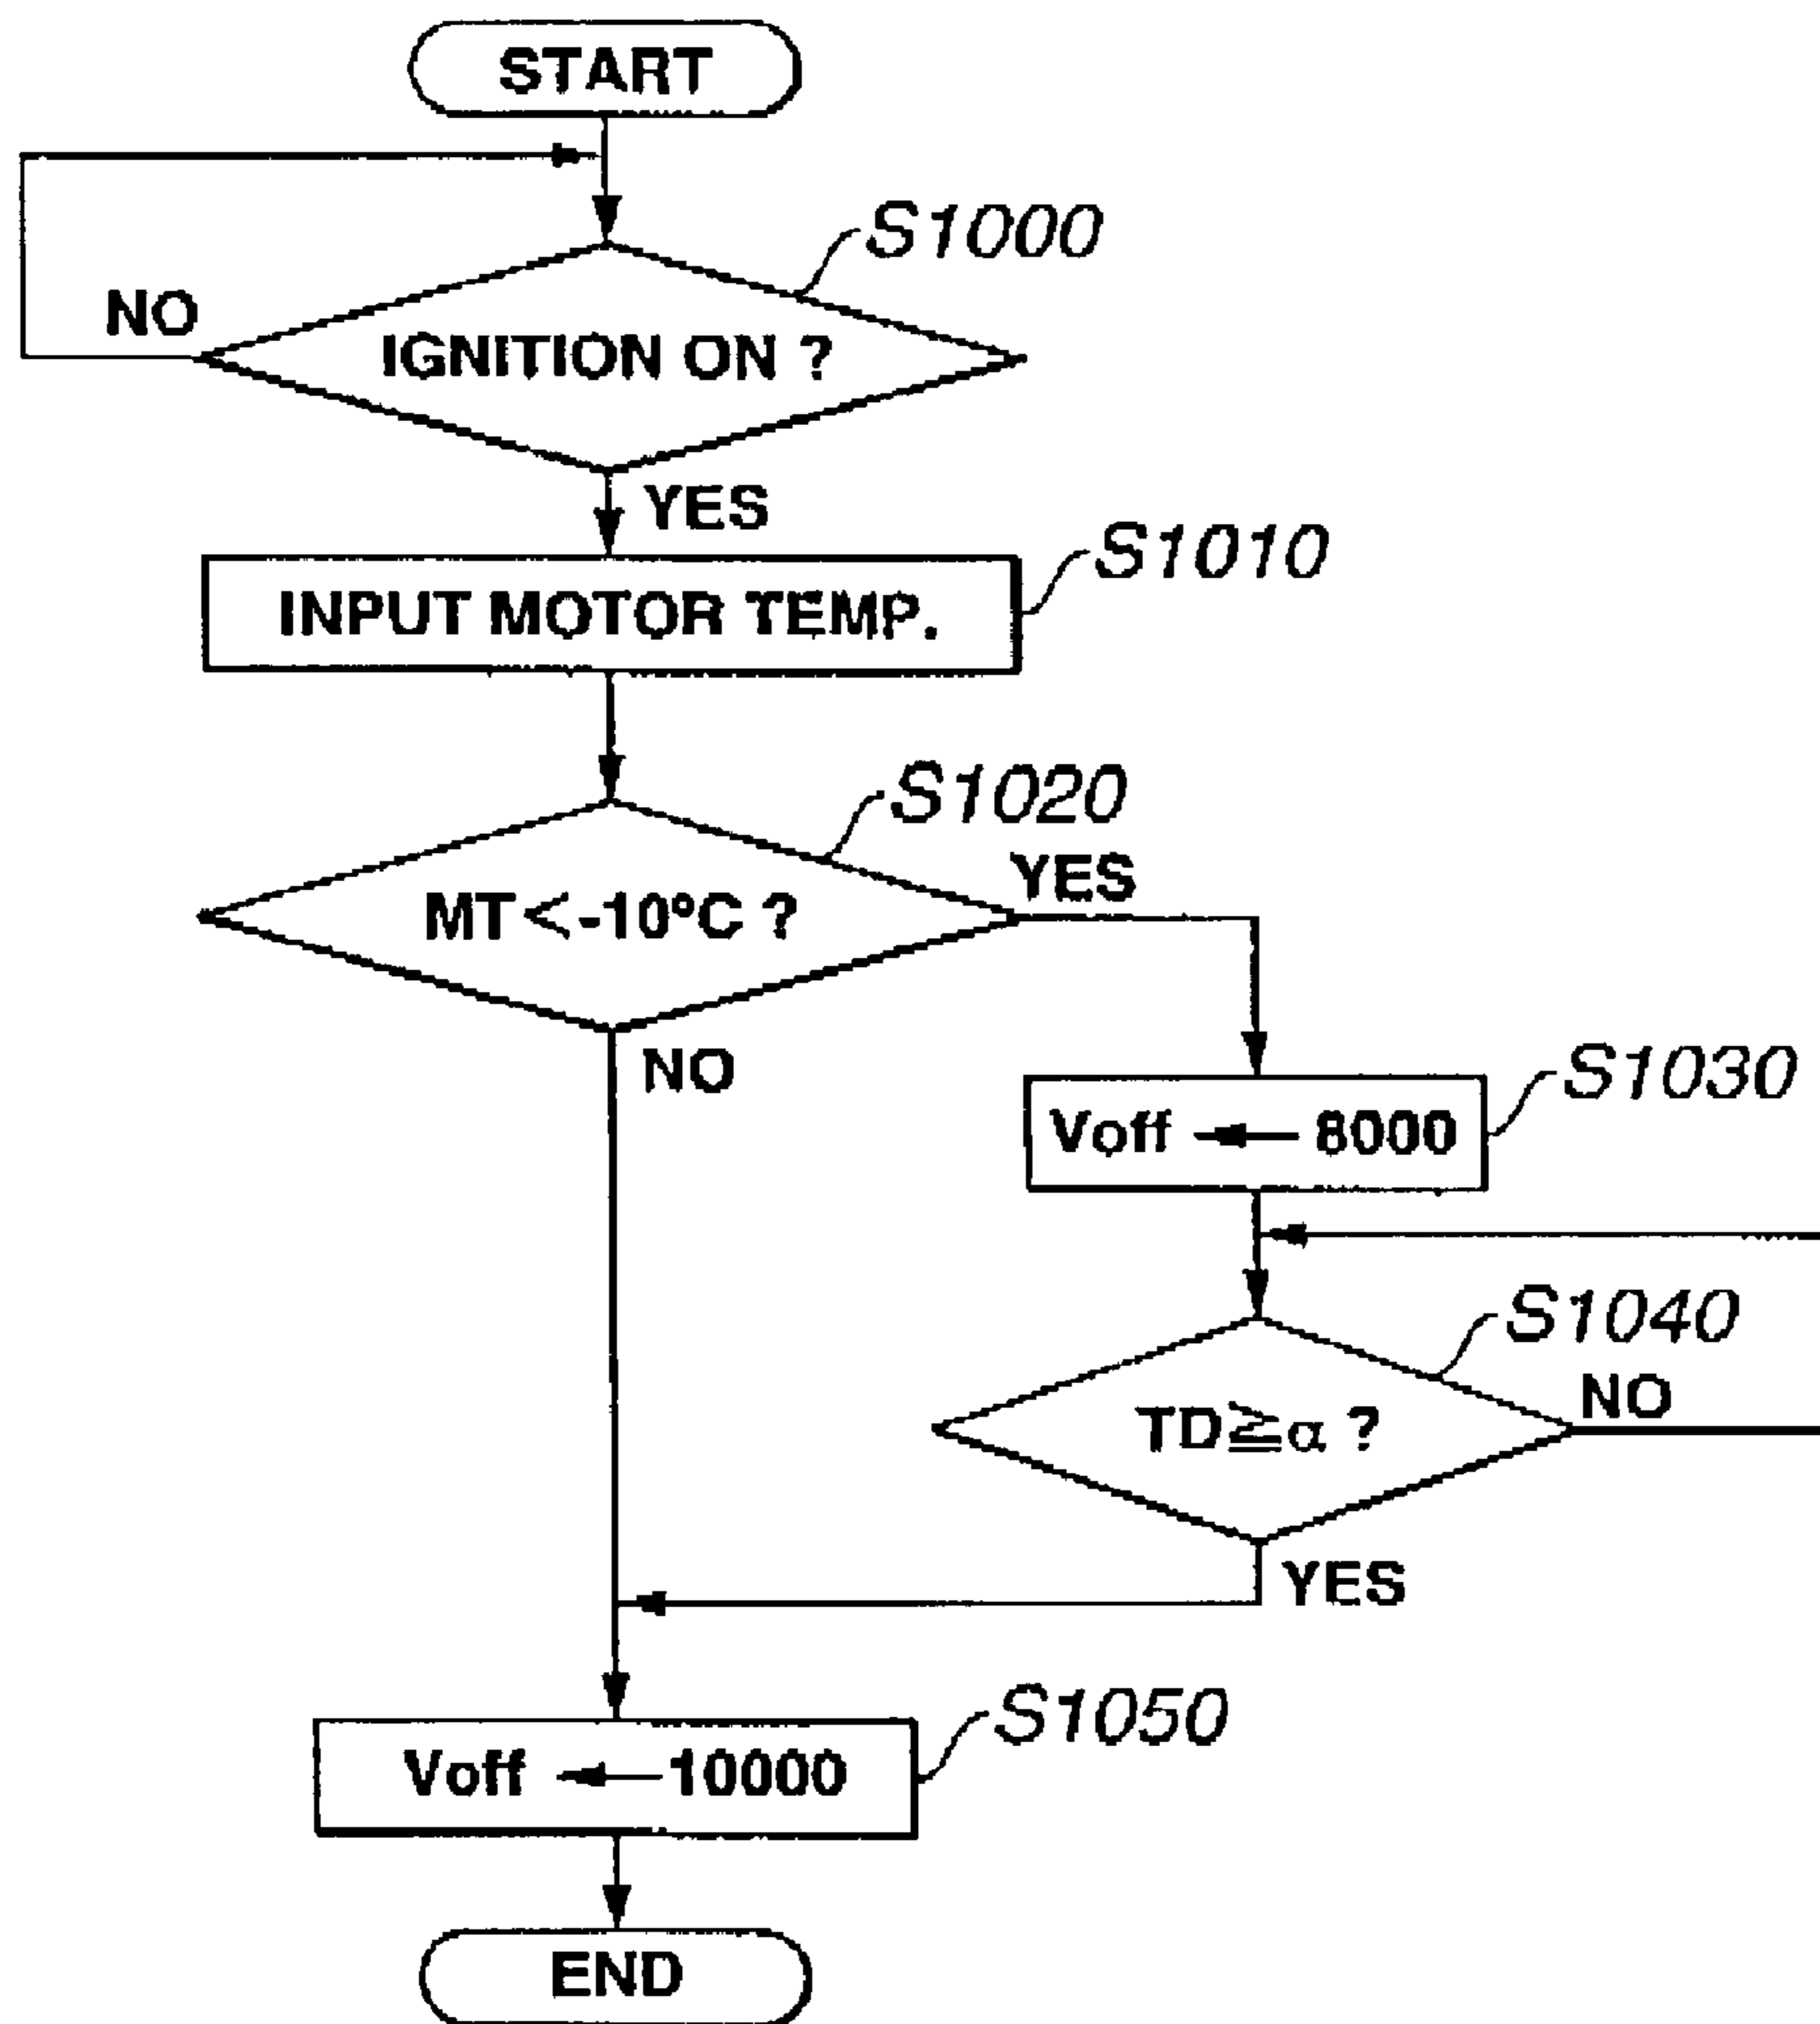 START
S1000
NO
IGNITION ON ?
YES
S1010
INPUT MOTOR TEMP.
S1020
YES
MT<-10°C ?
NO
S1030
Voff ← 8000
S1040
NO
TD≧α ?
YES
S1050
Voff ← 10000
END